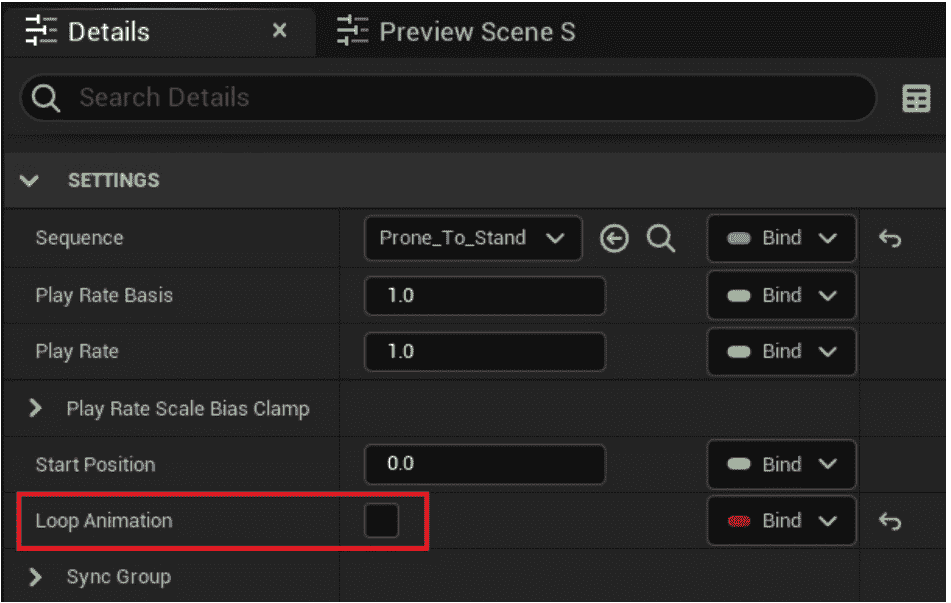 Details Preview Scene S
Search Details
SETTINGS
Sequence Prone_To_Stand Bind
Play Rate Basis 1.0 Bind
Play Rate 1.0 Bind
Play Rate Scale Bias Clamp
Start Position 0.0 Bind
Loop Animation Bind
Sync Group